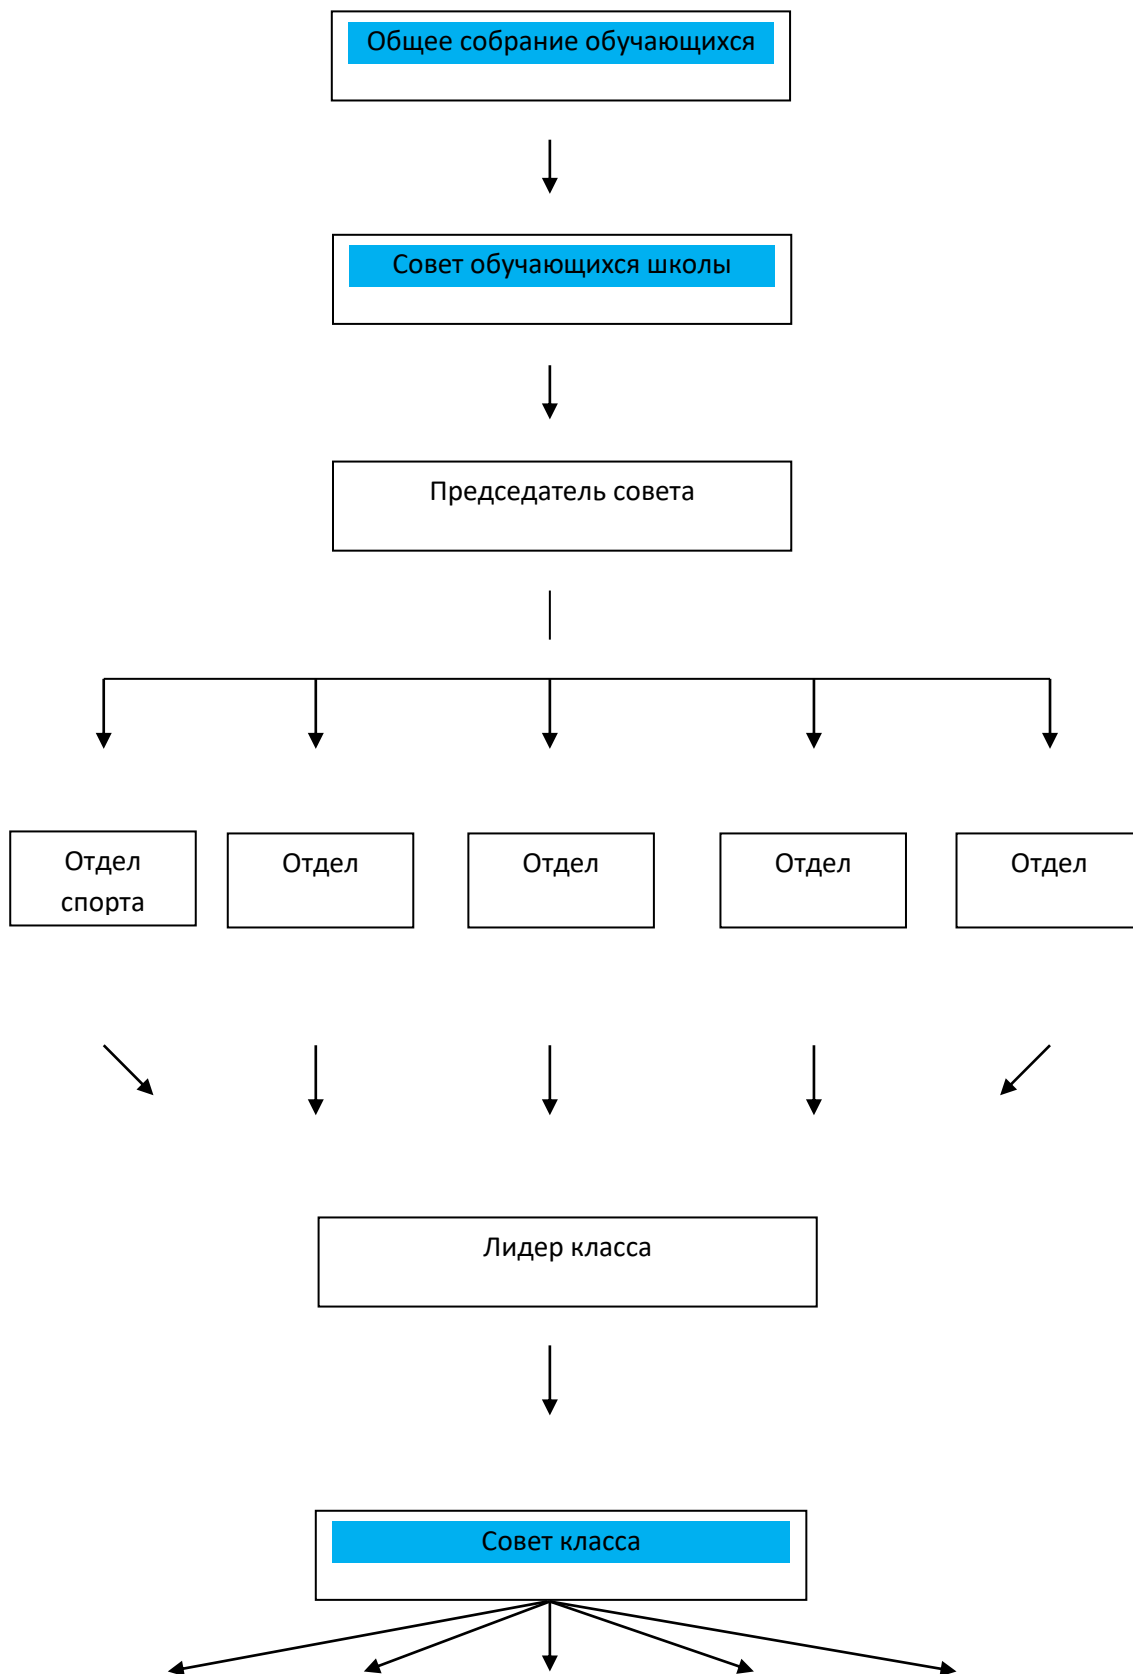 Общее собрание обучающихся
Совет обучающихся школы
Председатель совета
Отдел
спорта
Отдел
Отдел
Отдел
Отдел
Лидер класса
Совет класса